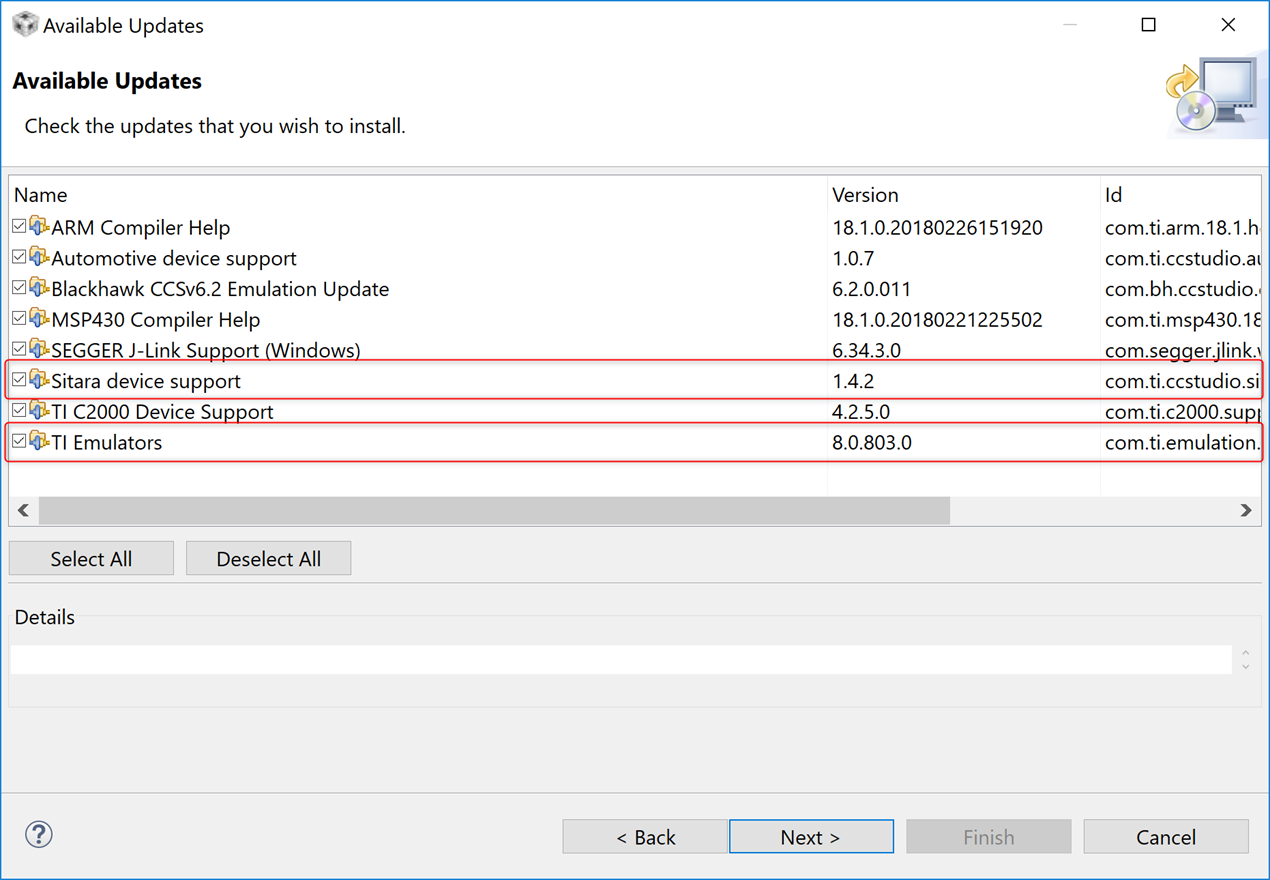 Available Updates
Available Updates
Check the updates that you wish to install.
Name Version Id
ARM Compiler Help 18.1.0.20180226151920 com.ti.arm.18.1.h
Automotive device support 1.0.7 com.ti.ccstudio.au
Blackhawk CCSv6.2 Emulation Update 6.2.0.011 com.bh.ccstudio.
MSP430 Compiler Help 18.1.0.20180221225502 com.ti.msp430.18
SEGGER J-Link Support (Windows) 6.34.3.0 com.segger.jlink.
Sitara device support 1.4.2 com.ti.ccstudio.si
TI C2000 Device Support 4.2.5.0 com.ti.c2000.supp
TI Emulators 8.0.803.0 com.ti.emulation.
Select All Deselect All
Details
? < Back Next > Finish Cancel